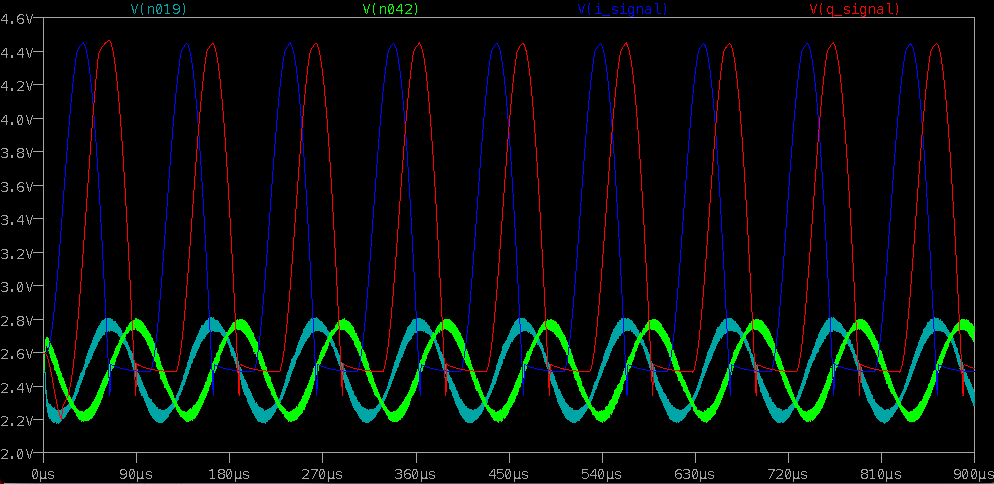 V(n019) V(n042) V(i_signal) V(q_signal)
4.6V
4.4V
4.2V
4.0V
3.8V
3.6V
3.4V
3.2V
3.0V
2.8V
2.6V
2.4V
2.2V
2.0V
0µs 90µs 180µs 270µs 360µs 450µs 540µs 630µs 720µs 810µs 900µs